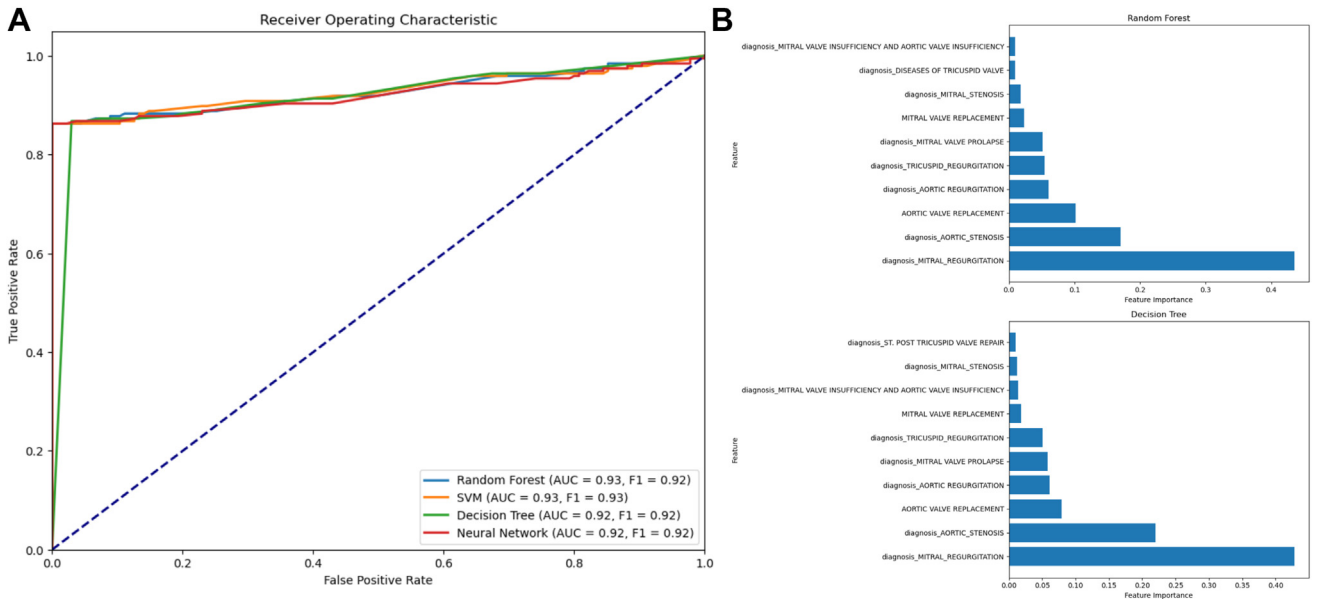 A
Receiver Operating Characteristic
True Positive Rate
1.0
0.8
0.6
0.4
0.2
0.0
0.0 0.2 0.4 0.6 0.8 1.0
False Positive Rate
Random Forest (AUC = 0.93, F1 = 0.92)
SVM (AUC = 0.93, F1 = 0.93)
Decision Tree (AUC = 0.92, F1 = 0.92)
Neural Network (AUC = 0.92, F1 = 0.92)
B
Random Forest
Feature
diagnosis_MITRAL VALVE INSUFFICIENCY AND AORTIC VALVE INSUFFICIENCY
diagnosis_DISEASES OF TRICUSPID VALVE
diagnosis_MITRAL_STENOSIS
MITRAL VALVE REPLACEMENT
diagnosis_MITRAL VALVE PROLAPSE
diagnosis_TRICUSPID_REGURGITATION
diagnosis_AORTIC REGURGITATION
AORTIC VALVE REPLACEMENT
diagnosis_AORTIC_STENOSIS
diagnosis_MITRAL_REGURGITATION
0.0 0.1 0.2 0.3 0.4
Feature Importance
Decision Tree
Feature
diagnosis_ST. POST TRICUSPID VALVE REPAIR
diagnosis_MITRAL_STENOSIS
diagnosis_MITRAL VALVE INSUFFICIENCY AND AORTIC VALVE INSUFFICIENCY
MITRAL VALVE REPLACEMENT
diagnosis_TRICUSPID_REGURGITATION
diagnosis_MITRAL VALVE PROLAPSE
diagnosis_AORTIC REGURGITATION
AORTIC VALVE REPLACEMENT
diagnosis_AORTIC_STENOSIS
diagnosis_MITRAL_REGURGITATION
0.00 0.05 0.10 0.15 0.20 0.25 0.30 0.35 0.40
Feature Importance